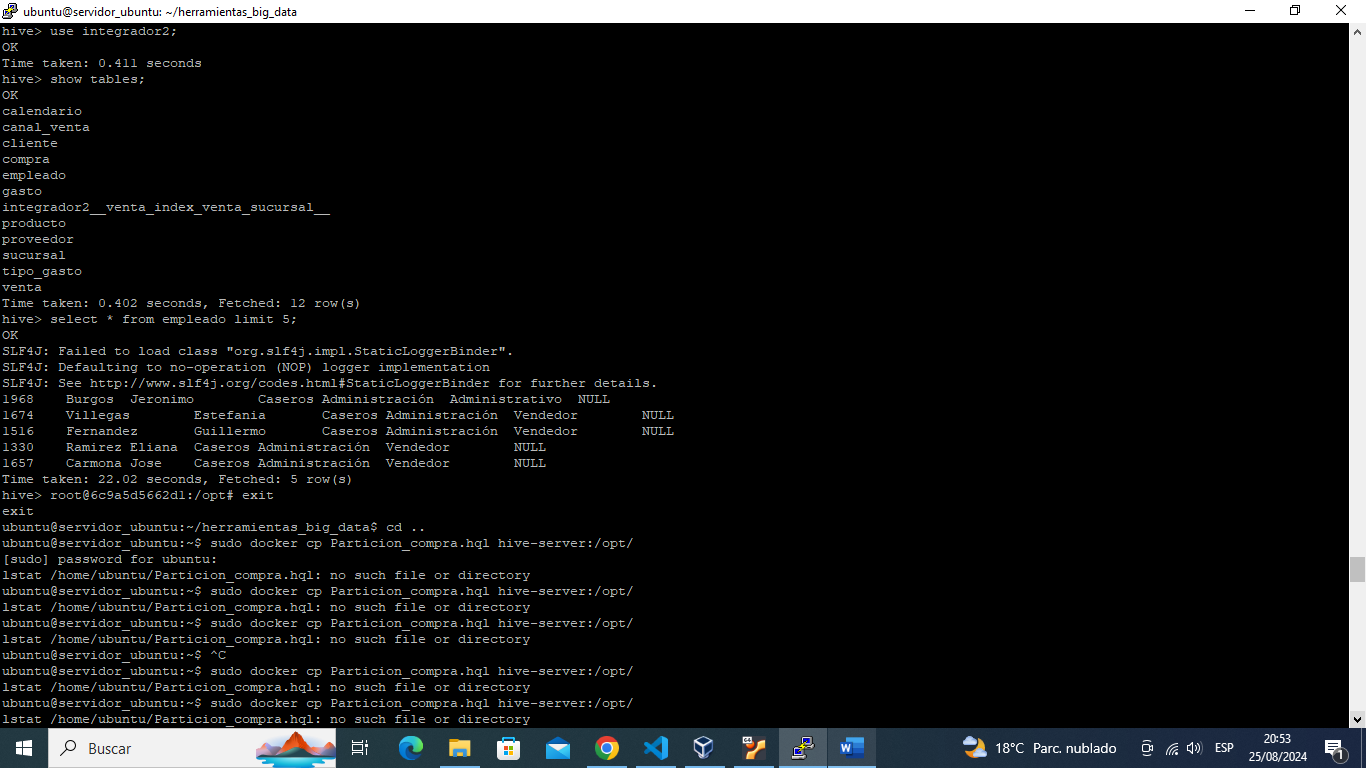 ubuntu@servidor_ubuntu: ~/herramientas_big_data
hive> use integrador2;
OK
Time taken: 0.411 seconds
hive> show tables;
OK
calendario
canal_venta
cliente
compra
empleado
gasto
integrador2__venta_index_venta_sucursal__
producto
proveedor
sucursal
tipo_gasto
venta
Time taken: 0.402 seconds, Fetched: 12 row(s)
hive> select * from empleado limit 5;
OK
SLF4J: Failed to load class "org.slf4j.impl.StaticLoggerBinder".
SLF4J: Defaulting to no-operation (NOP) logger implementation
SLF4J: See http://www.slf4j.org/codes.html#StaticLoggerBinder for further details.
1968    Burgos  Jeronimo        Caseros Administración  Administrativo  NULL
1674    Villegas        Estefania       Caseros Administración  Vendedor        NULL
1516    Fernandez       Guillermo       Caseros Administración  Vendedor        NULL
1330    Ramirez Eliana  Caseros Administración  Vendedor        NULL
1657    Carmona Jose    Caseros Administración  Vendedor        NULL
Time taken: 22.02 seconds, Fetched: 5 row(s)
hive> root@6c9a5d5662d1:/opt# exit
exit
ubuntu@servidor_ubuntu:~/herramientas_big_data$ cd ..
ubuntu@servidor_ubuntu:~$ sudo docker cp Particion_compra.hql hive-server:/opt/
[sudo] password for ubuntu:
lstat /home/ubuntu/Particion_compra.hql: no such file or directory
ubuntu@servidor_ubuntu:~$ sudo docker cp Particion_compra.hql hive-server:/opt/
lstat /home/ubuntu/Particion_compra.hql: no such file or directory
ubuntu@servidor_ubuntu:~$ sudo docker cp Particion_compra.hql hive-server:/opt/
lstat /home/ubuntu/Particion_compra.hql: no such file or directory
ubuntu@servidor_ubuntu:~$ ^C
ubuntu@servidor_ubuntu:~$ sudo docker cp Particion_compra.hql hive-server:/opt/
lstat /home/ubuntu/Particion_compra.hql: no such file or directory
ubuntu@servidor_ubuntu:~$ sudo docker cp Particion_compra.hql hive-server:/opt/
lstat /home/ubuntu/Particion_compra.hql: no such file or directory
Buscar
64
W
18°C Parc. nublado
ESP
20:53
25/08/2024
1